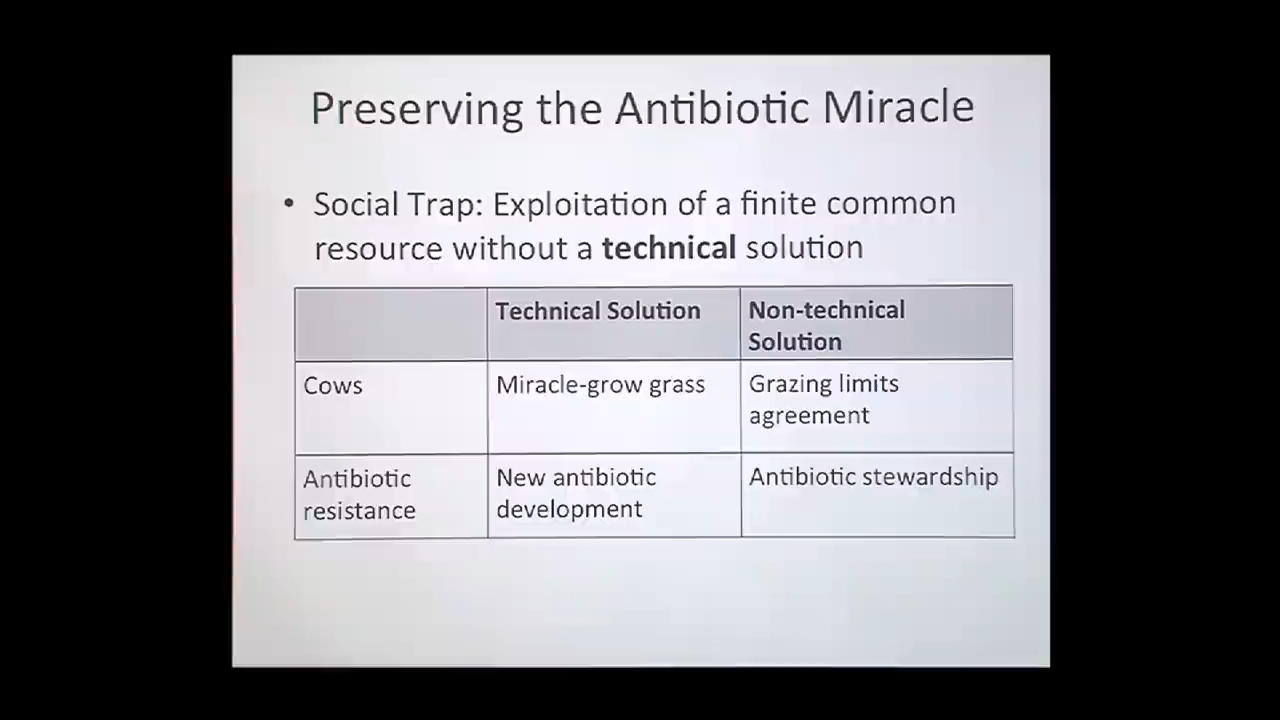 Preserving the Antibiotic Miracle
• Social Trap: Exploitation of a finite common
resource without a technical solution
Technical Solution
Non-technical
Solution
Cows
Miracle-grow grass
Grazing limits
agreement
Antibiotic
resistance
New antibiotic
development
Antibiotic stewardship